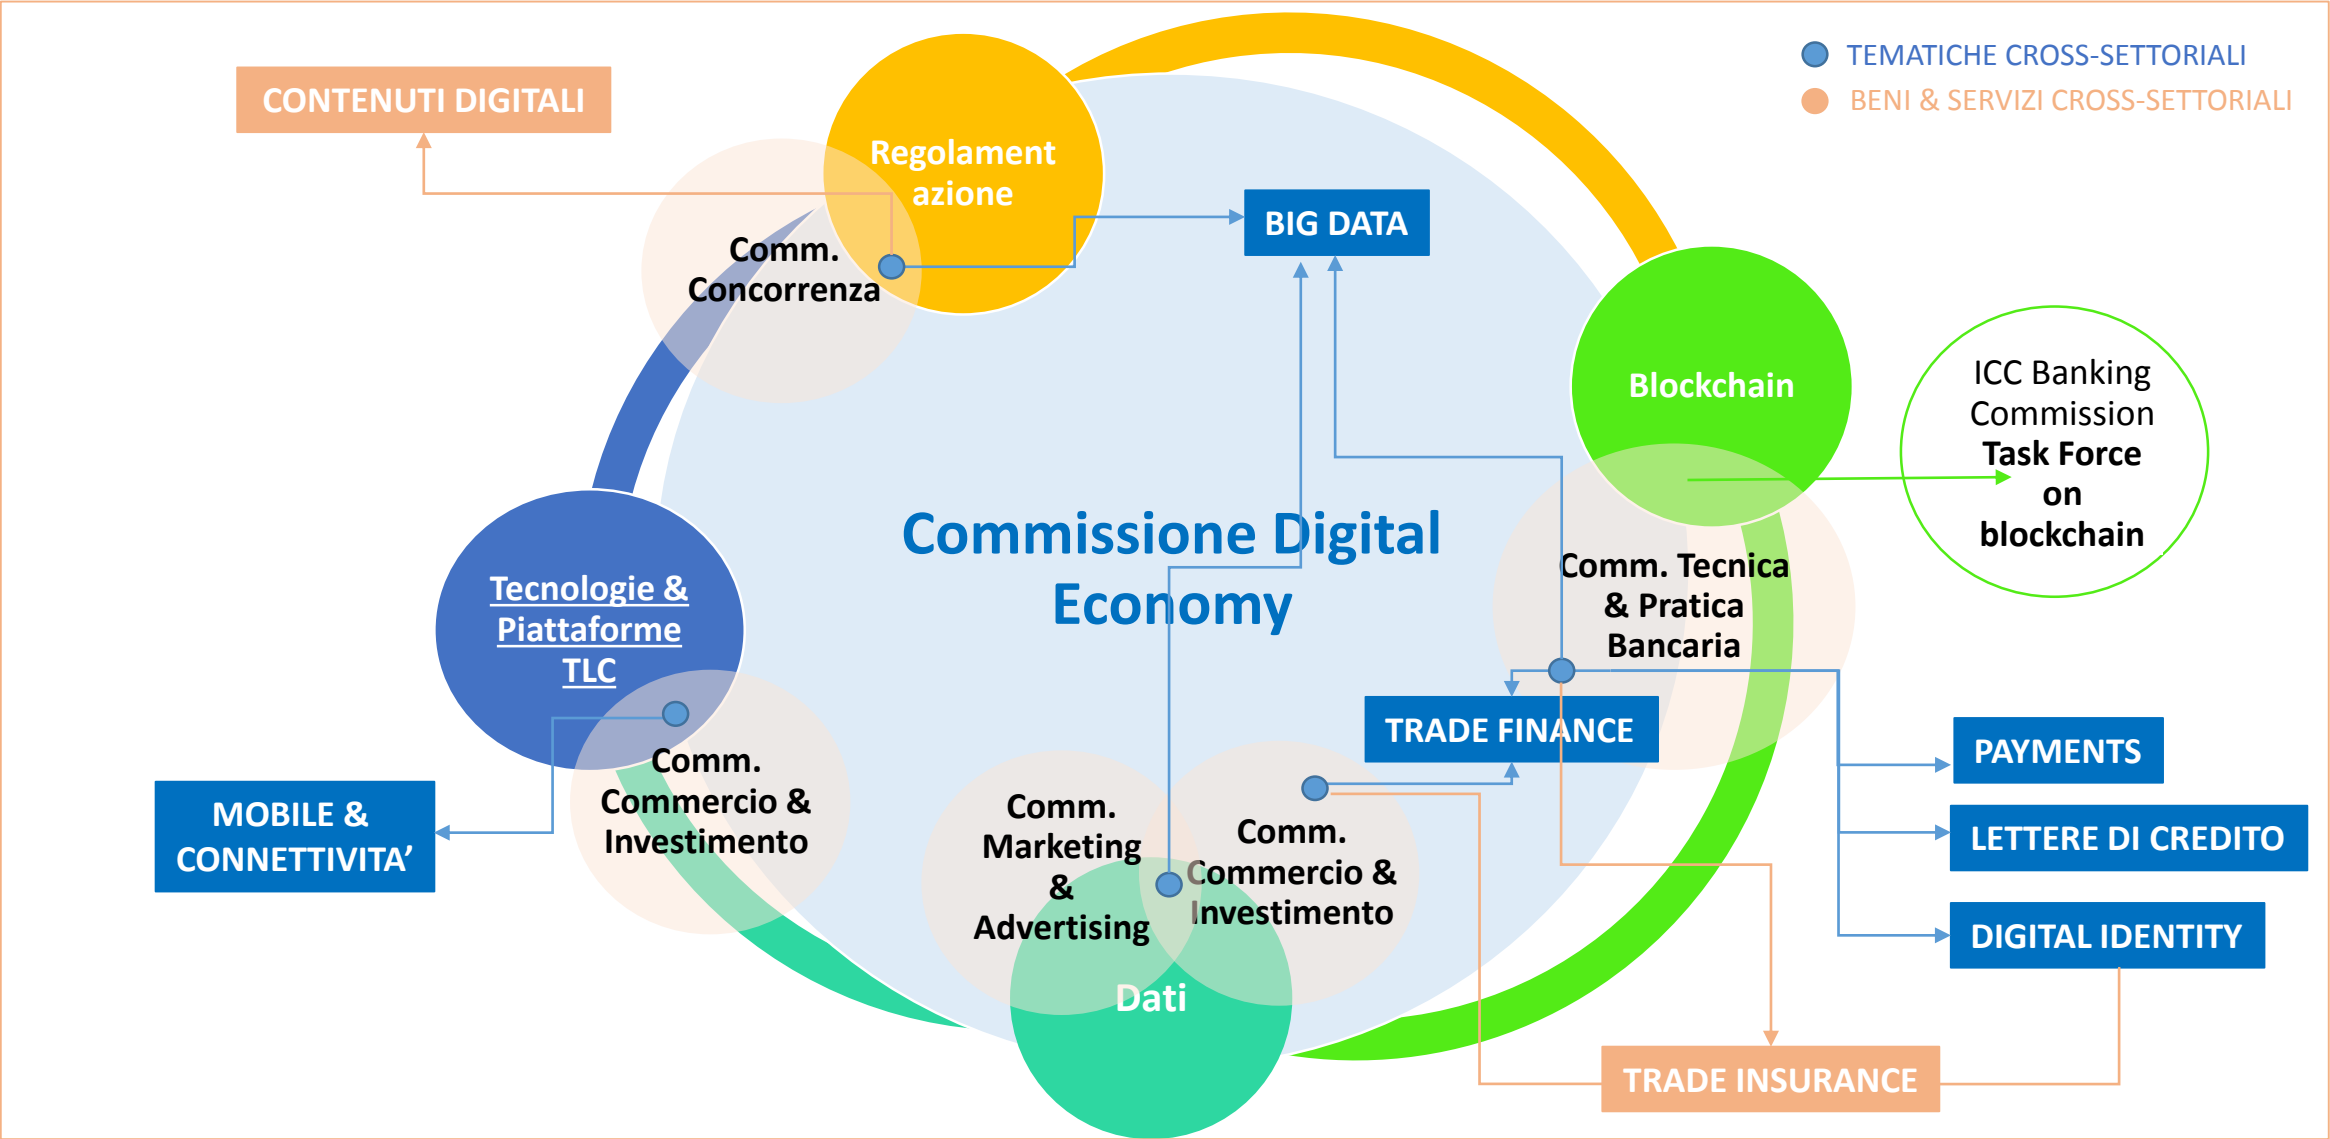 TEMATICHE CROSS-SETTORIALI
BENI & SERVIZI CROSS-SETTORIALI
CONTENUTI DIGITALI
Regolament
azione
BIG DATA
Comm.
Concorrenza
Blockchain
ICC Banking
Commission
Task Force
on
blockchain
Commissione Digital
Economy
Tecnologie &
Piattaforme
TLC
Comm. Tecnica
& Pratica
Bancaria
TRADE FINANCE
PAYMENTS
LETTERE DI CREDITO
DIGITAL IDENTITY
MOBILE &
CONNETTIVITA’
Comm.
Commercio &
Investimento
Comm.
Marketing
&
Advertising
Comm.
Commercio &
Investimento
Dati
TRADE INSURANCE